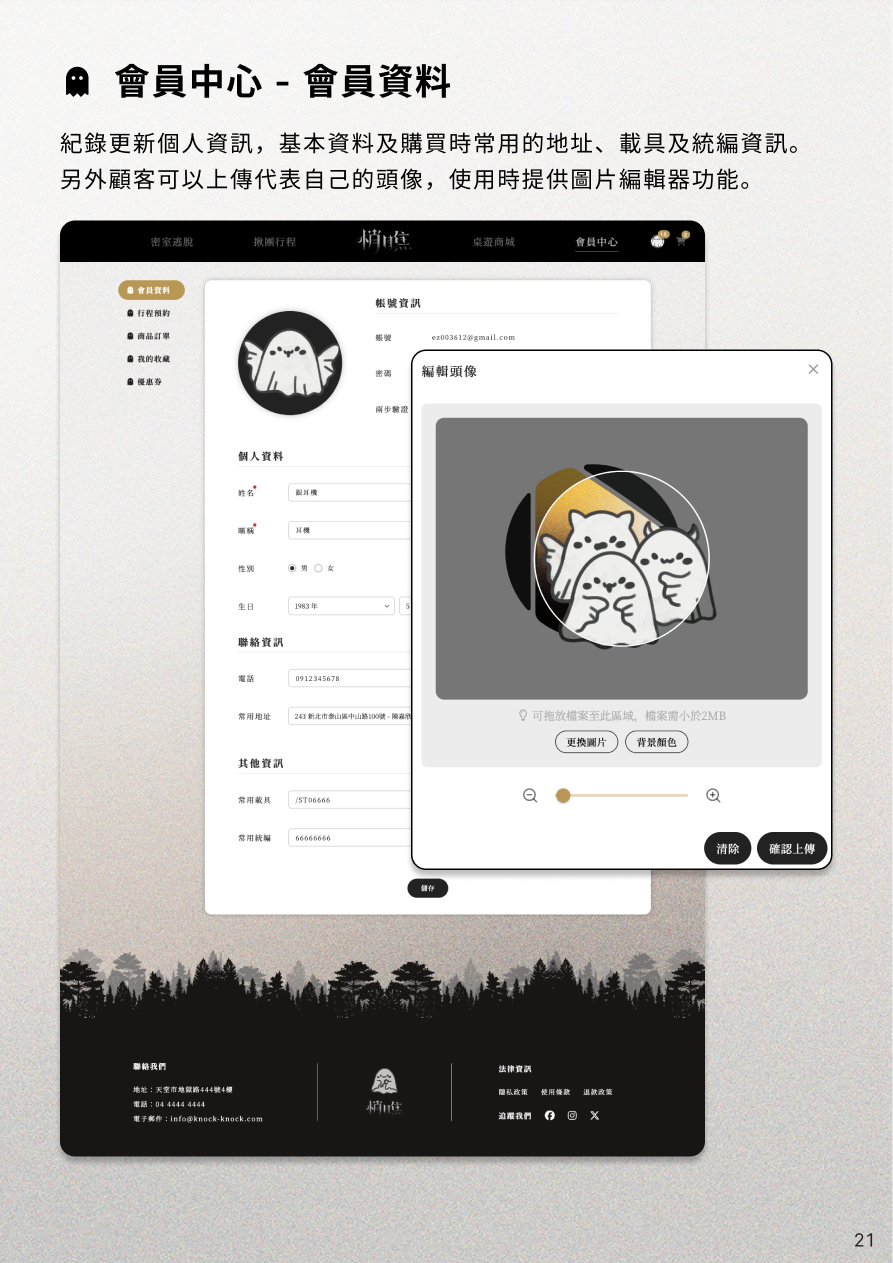 會員中心 - 會員資料
紀錄更新個人資訊，基本資料及購買時常用的地址、載具及統編資訊。
另外顧客可以上傳代表自己的頭像，使用時提供圖片編輯器功能。
密室逃脫 揪團行程 悄瞧 桌遊商城 會員中心
會員資料
行程預約
商品訂單
我的收藏
優惠券
帳號資訊
帳號 ez003612@gmail.com
密碼
兩步驗證
個人資料
姓名 銀耳機
暱稱 耳機
性別 男 女
生日 1983 年 5
聯絡資訊
電話 0912345678
常用地址 243 新北市泰山區中山路100號 - 陳嘉欣
其他資訊
常用載具 /ST06666
常用統編 66666666
儲存
編輯頭像
可拖放檔案至此區域，檔案需小於2MB
更換圖片 背景顏色
清除 確認上傳
聯絡我們
地址：天堂市地獄路444號4樓
電話：04 4444 4444
電子郵件：info@knock-knock.com
悄瞧
法律資訊
隱私政策 使用條款 退款政策
追蹤我們
21